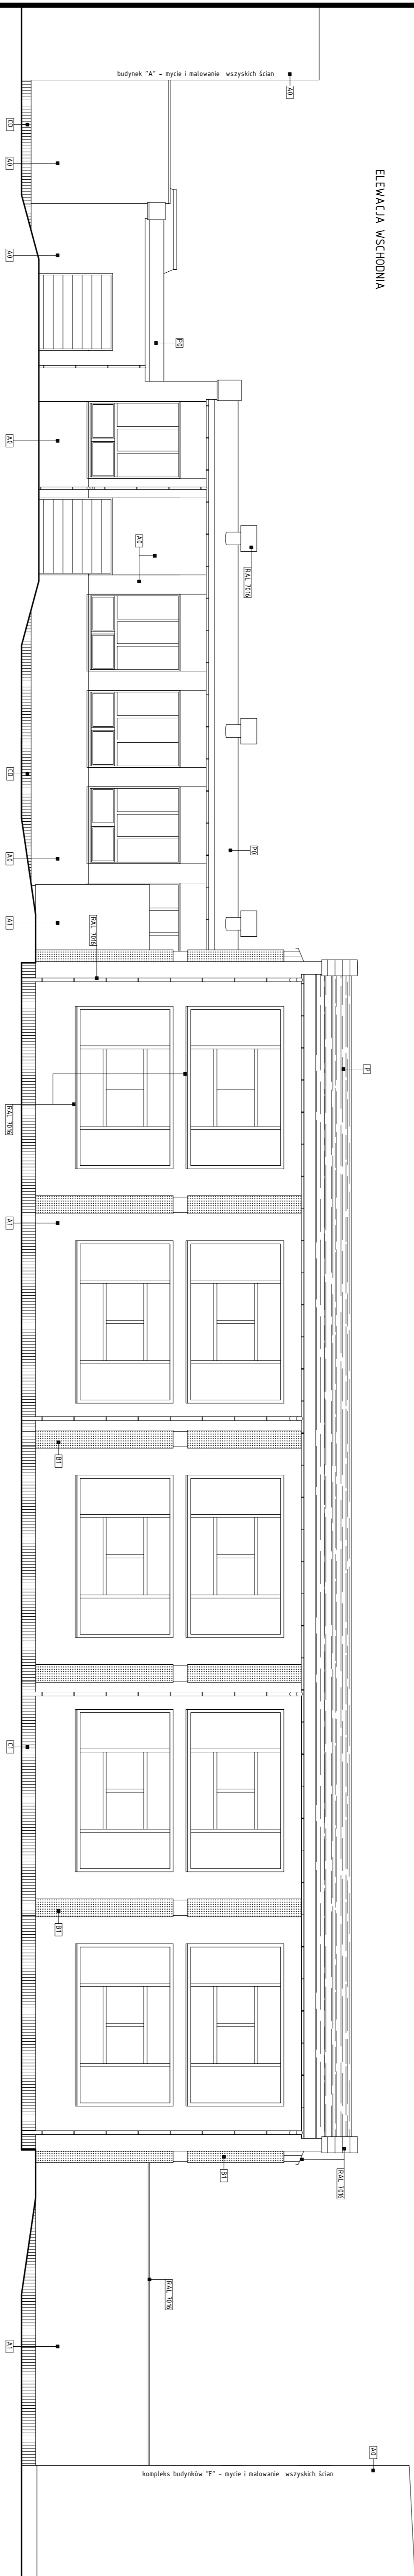 ELEWACJA WSCHODNIA
budynek "A" - mycie i malowanie wszyskich ścian
A0
C0
A0
A0
P0
A0
A0
RAL 7016
C0
P0
A0
A1
RAL 7016
P
RAL 7016
A1
B1
C1
B1
B1
RAL 7016
RAL 7016
A1
A0
kompleks budynków "E" - mycie i malowanie wszyskich ścian